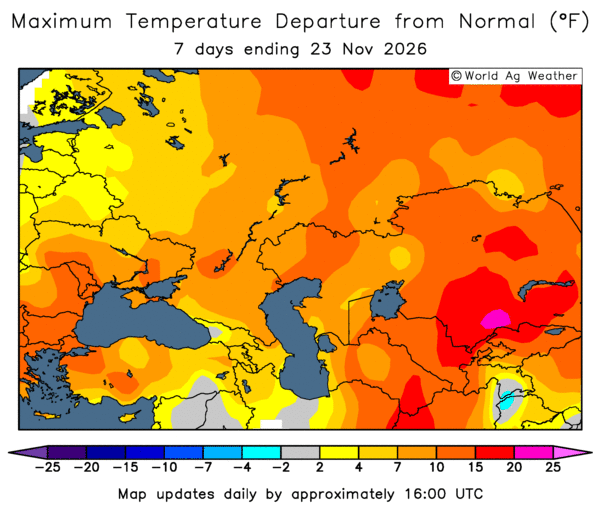 Maximum Temperature Departure from Normal (°F)
7 days ending 23 Nov 2026
©World Ag Weather
−25 −20 −15 −10 −7 −4 −2 2 4 7 10 15 20 25
Map updates daily by approximately 16:00 UTC